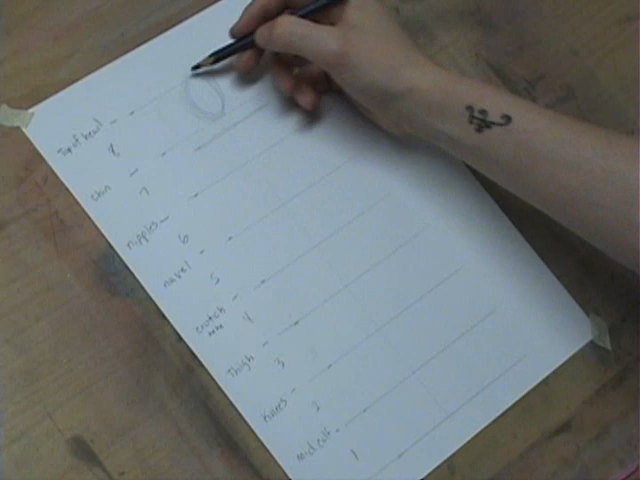 Top of head
8
chin
7
nipples
6
navel
5
crotch
4
Thigh
3
Knees
2
mid calf
1